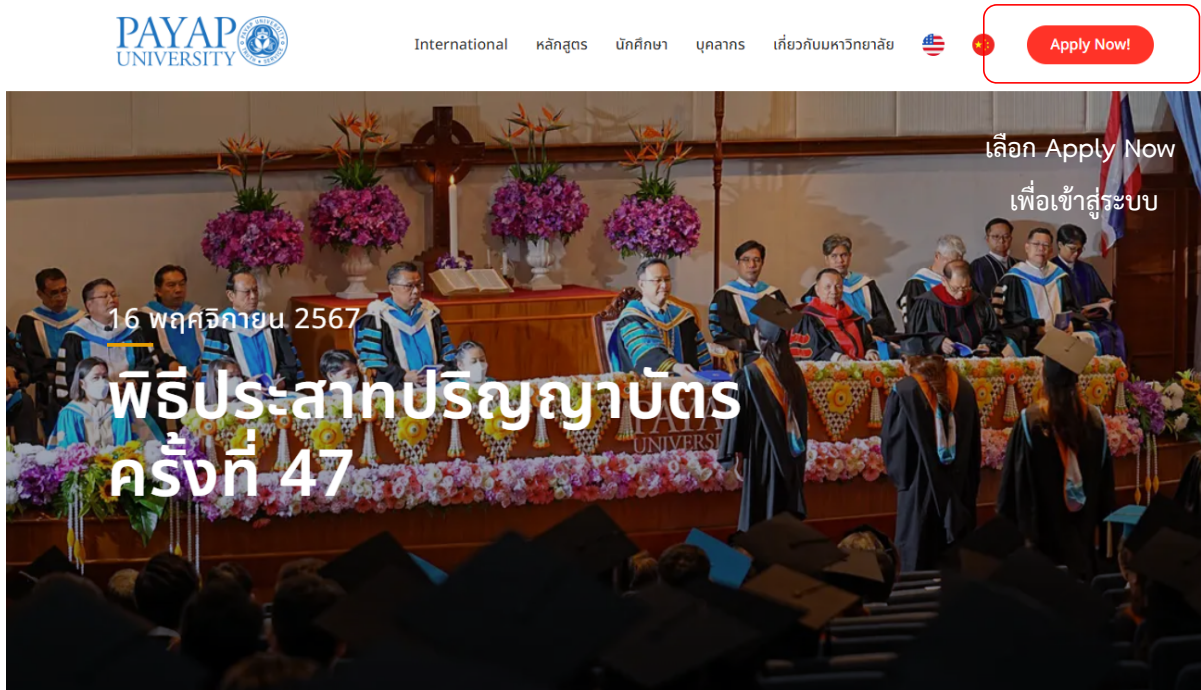 PAYAP
UNIVERSITY
International หลักสูตร นักศึกษา บุคลากร เกี่ยวกับมหาวิทยาลัย Apply Now!
เลือก Apply Now
เพื่อเข้าสู่ระบบ
16 พฤศจิกายน 2567
พิธีประสาทปริญญาบัตร
ครั้งที่ 47
PAYAP
UNIVERSI